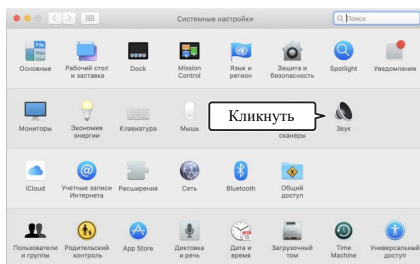 Системные настройки
Поиск
Основные
Рабочий стол
и заставка
Dock
Mission
Control
Язык и
регион
Защита и
безопасность
Spotlight
Уведомления
Мониторы
Экономия
энергии
Клавиатура
Мышь
Кликнуть
сканеры
Звук
iCloud
Учетные записи
Интернета
Расширения
Сеть
Bluetooth
Общий
доступ
Пользователи
и группы
Родительский
контроль
App Store
Диктовка
и речь
Дата и
время
Загрузочный
том
Time
Machine
Универсальный
доступ